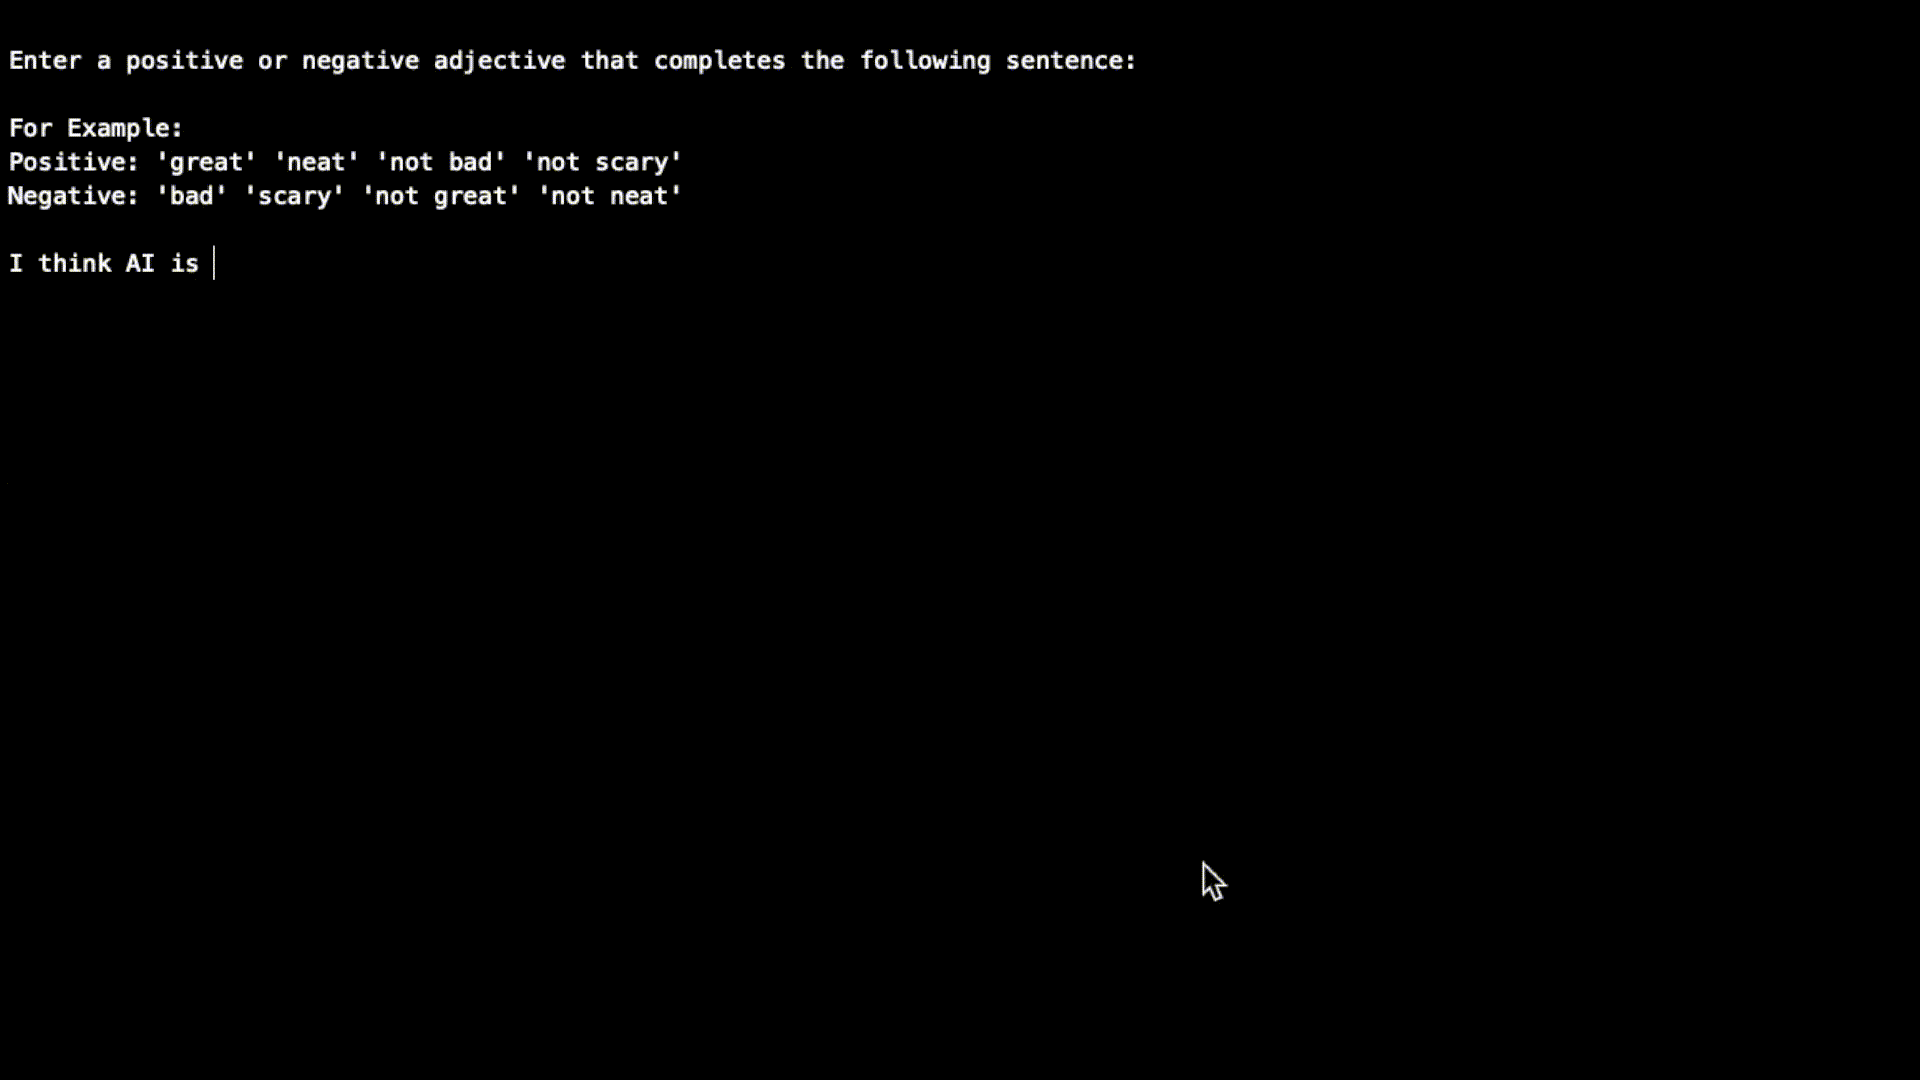 Enter a positive or negative adjective that completes the following sentence:
For Example:
Positive: 'great' 'neat' 'not bad' 'not scary'
Negative: 'bad' 'scary' 'not great' 'not neat'
I think AI is